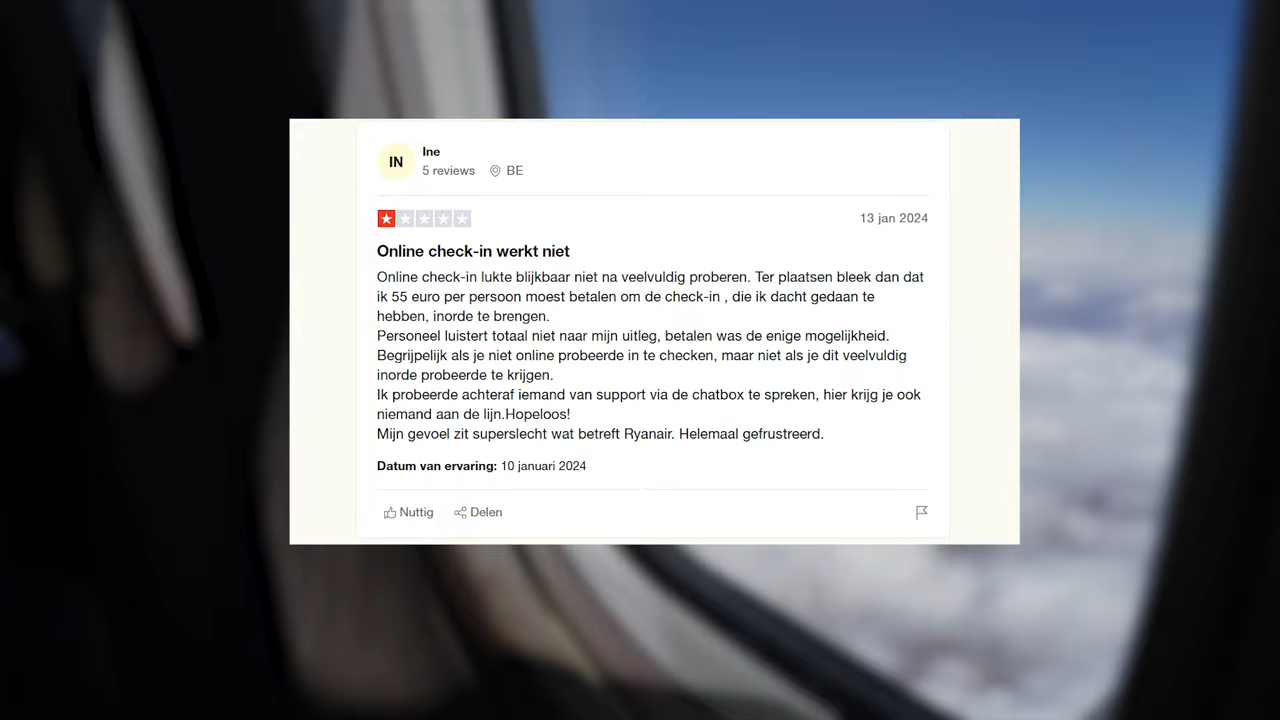 IN
Ine
5 reviews BE
13 jan 2024
Online check-in werkt niet
Online check-in lukte blijkbaar niet na veelvuldig proberen. Ter plaatsen bleek dan dat
ik 55 euro per persoon moest betalen om de check-in , die ik dacht gedaan te
hebben, inorde te brengen.
Personeel luistert totaal niet naar mijn uitleg, betalen was de enige mogelijkheid.
Begrijpelijk als je niet online probeerde in te checken, maar niet als je dit veelvuldig
inorde probeerde te krijgen.
Ik probeerde achteraf iemand van support via de chatbox te spreken, hier krijg je ook
niemand aan de lijn.Hopeloos!
Mijn gevoel zit superslecht wat betreft Ryanair. Helemaal gefrustreerd.
Datum van ervaring: 10 januari 2024
Nuttig Delen